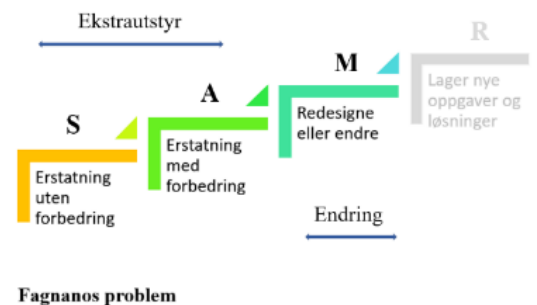 Ekstrautstyr
S
Erstatning
uten
forbedring
A
Erstatning
med
forbedring
M
Redesigne
eller endre
R
Lager nye
oppgaver og
løsninger
Endring
Fagnanos problem